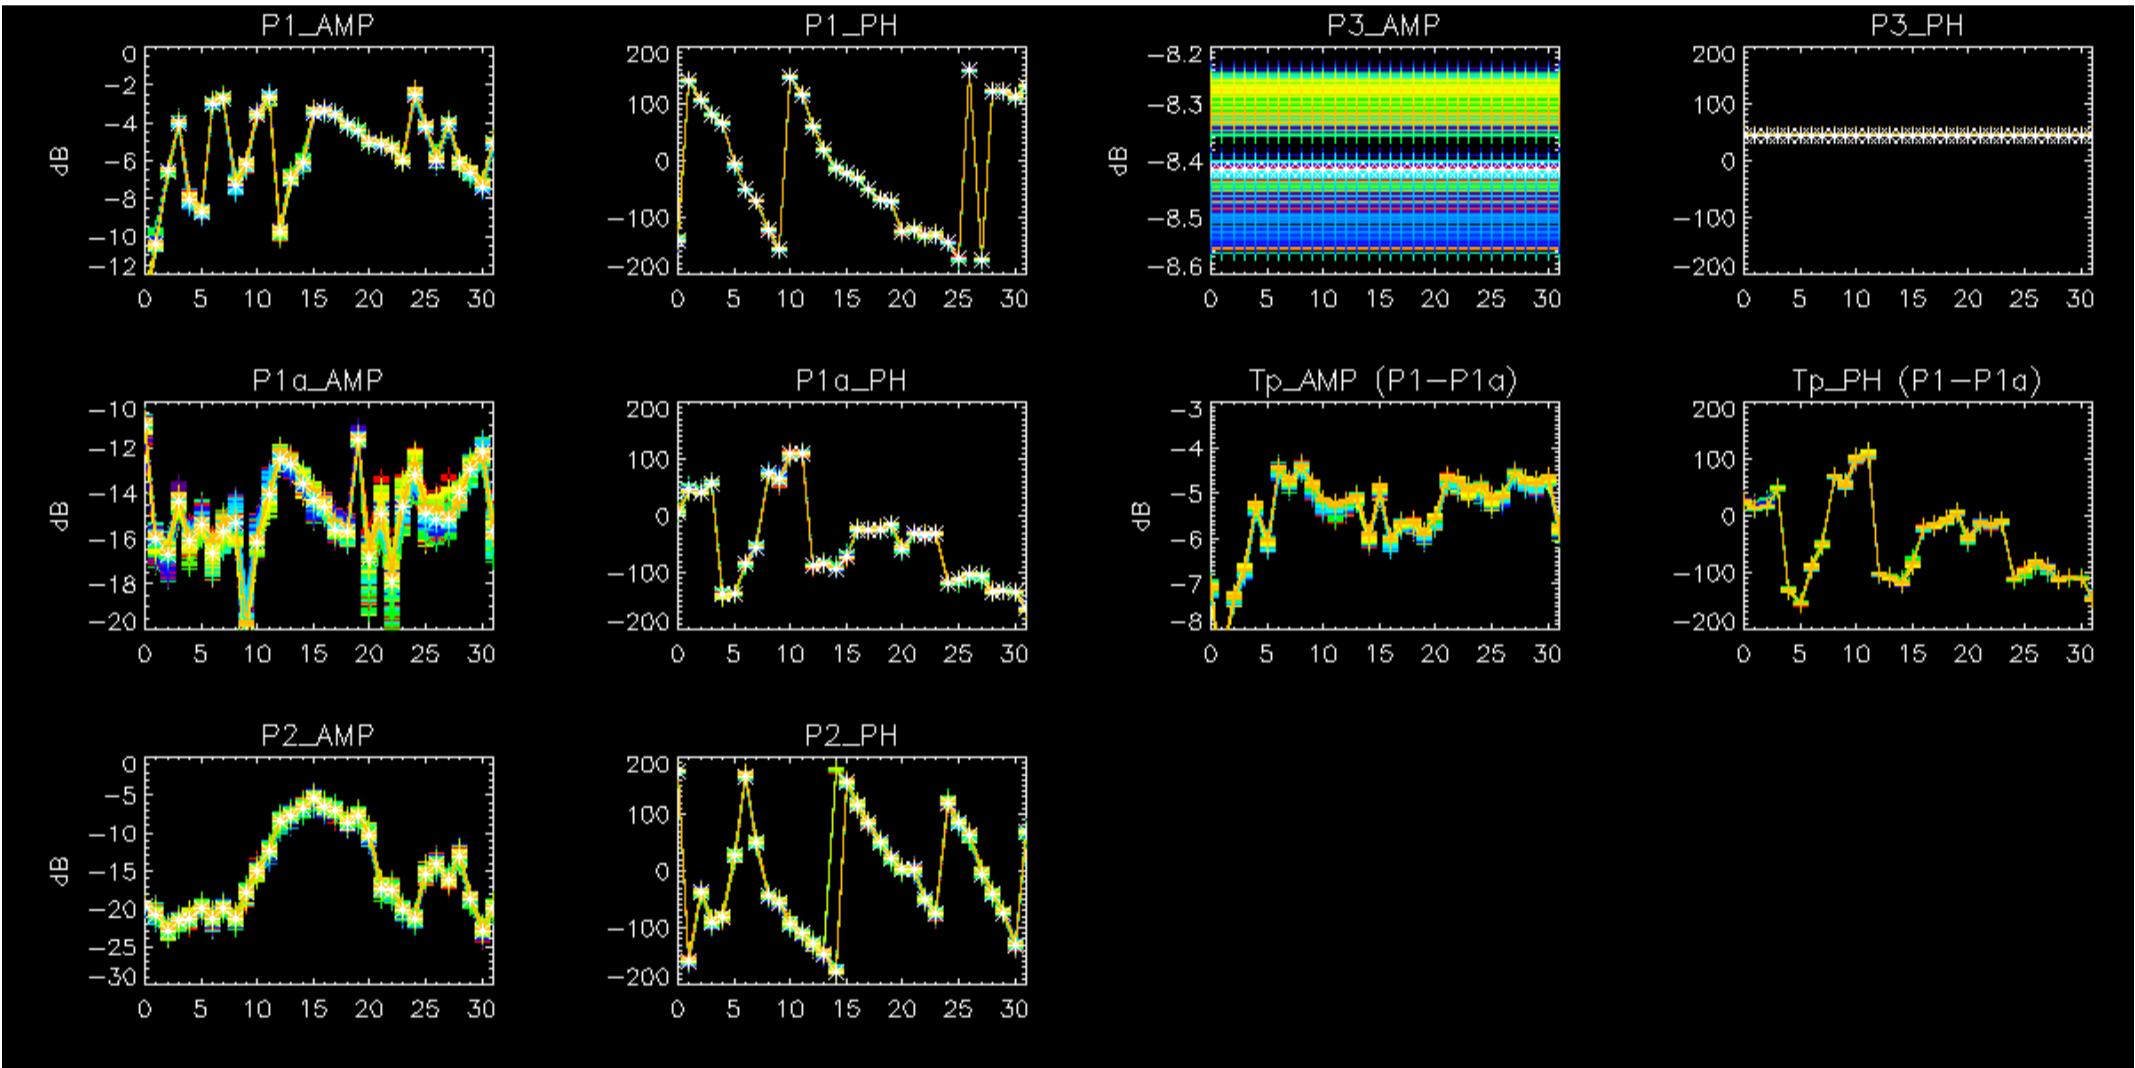 P1_AMP
P1_PH
P3_AMP
P3_PH
0
-2
-4
-6
-8
-10
-12
dB
0 5 10 15 20 25 30
200
100
0
-100
-200
0 5 10 15 20 25 30
-8.2
-8.3
-8.4
-8.5
-8.6
dB
0 5 10 15 20 25 30
200
100
0
-100
-200
0 5 10 15 20 25 30
P1a_AMP
P1a_PH
Tp_AMP (P1-P1a)
Tp_PH (P1-P1a)
-10
-12
-14
-16
-18
-20
dB
0 5 10 15 20 25 30
200
100
0
-100
-200
0 5 10 15 20 25 30
-3
-4
-5
-6
-7
-8
dB
0 5 10 15 20 25 30
200
100
0
-100
-200
0 5 10 15 20 25 30
P2_AMP
P2_PH
0
-5
-10
-15
-20
-25
-30
dB
0 5 10 15 20 25 30
200
100
0
-100
-200
0 5 10 15 20 25 30